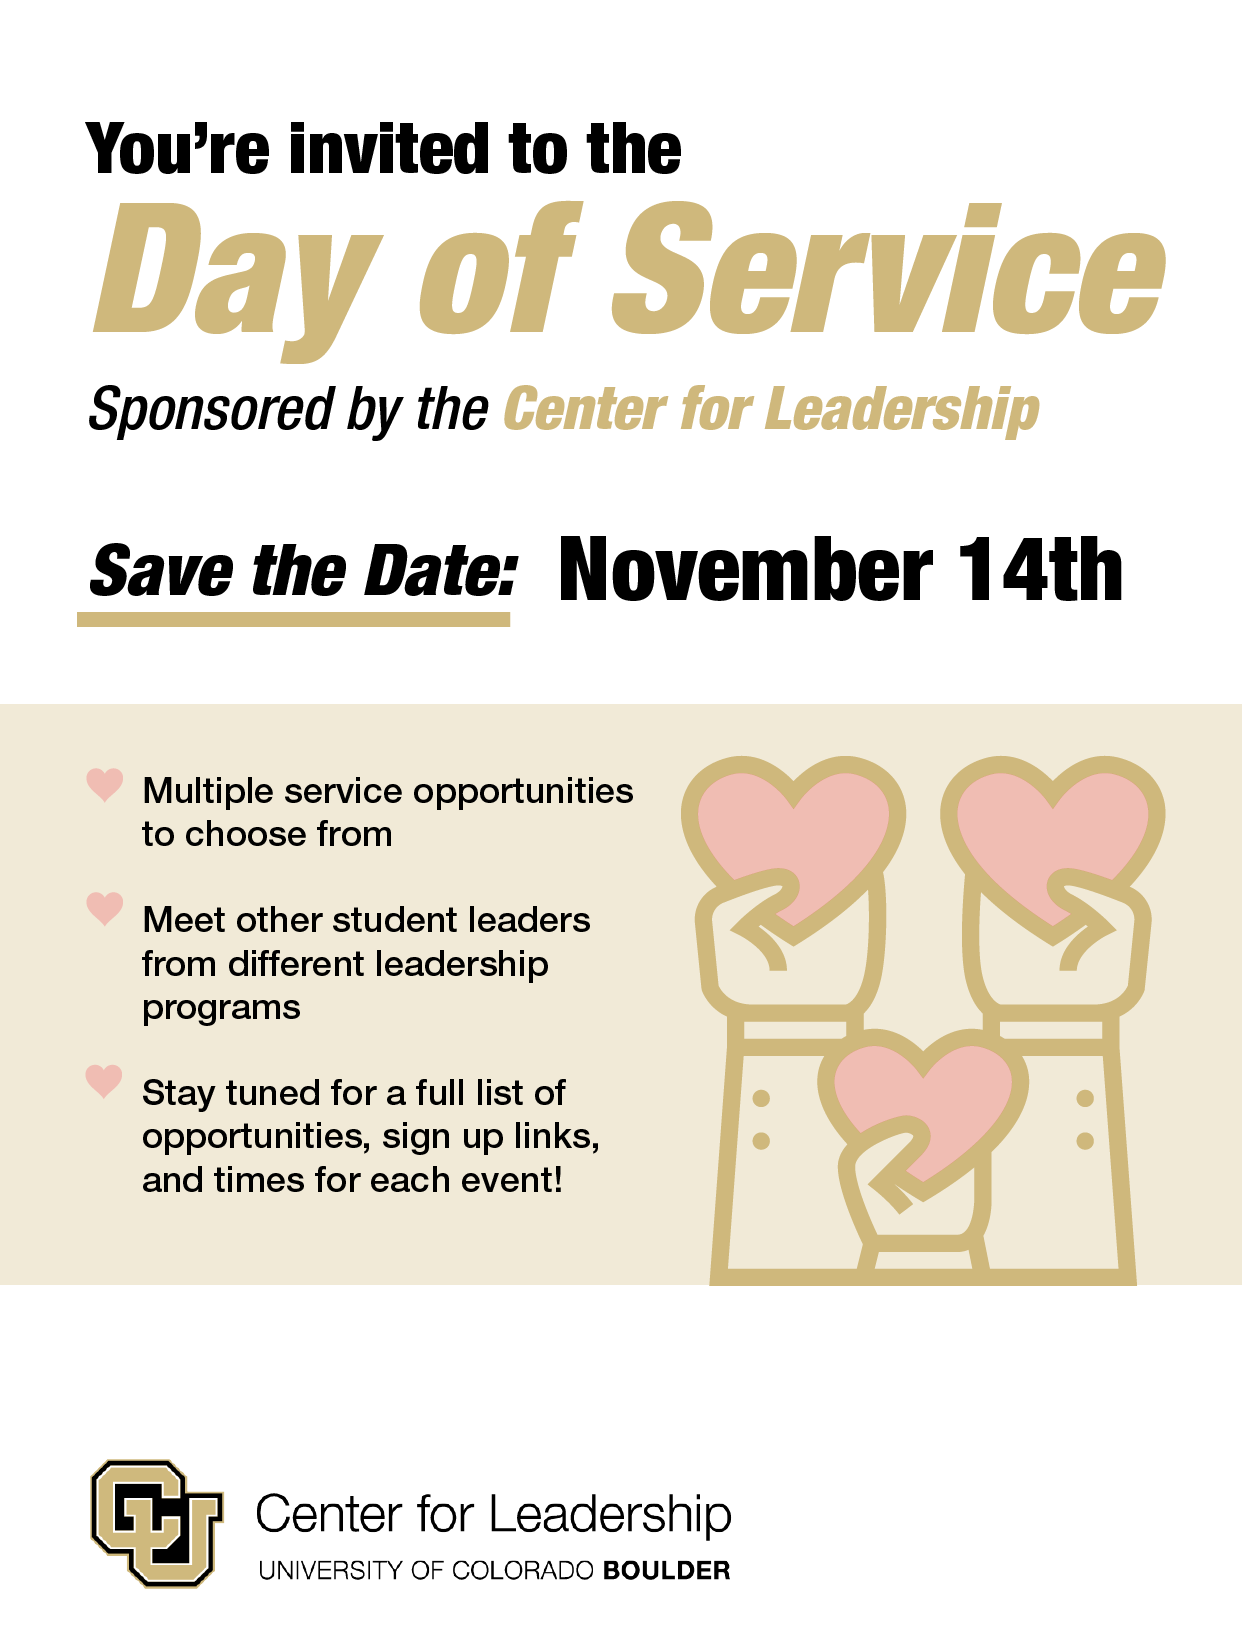 You’re invited to the
Day of Service
Sponsored by the Center for Leadership
Save the Date: November 14th
Multiple service opportunities
to choose from
Meet other student leaders
from different leadership
programs
Stay tuned for a full list of
opportunities, sign up links,
and times for each event!
CU
Center for Leadership
UNIVERSITY OF COLORADO BOULDER